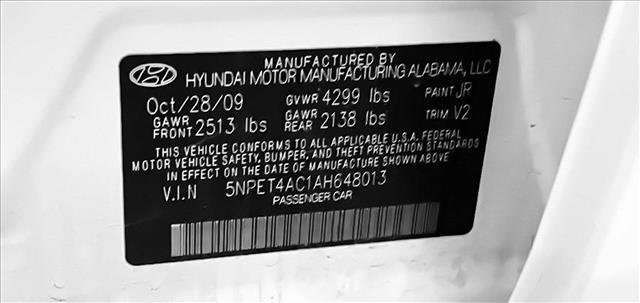 MANUFACTURED BY
HYUNDAI MOTOR MANUFACTURING ALABAMA, LLC
Oct/28/09 GVWR 4299 lbs PAINT JR
GAWR FRONT 2513 lbs GAWR REAR 2138 lbs TRIM V2
THIS VEHICLE CONFORMS TO ALL APPLICABLE U.S.A. FEDERAL
MOTOR VEHICLE SAFETY, BUMPER, AND THEFT PREVENTION STANDARDS
IN EFFECT ON THE DATE OF MANUFACTURE SHOWN ABOVE.
V.I.N 5NPET4AC1AH648013
PASSENGER CAR